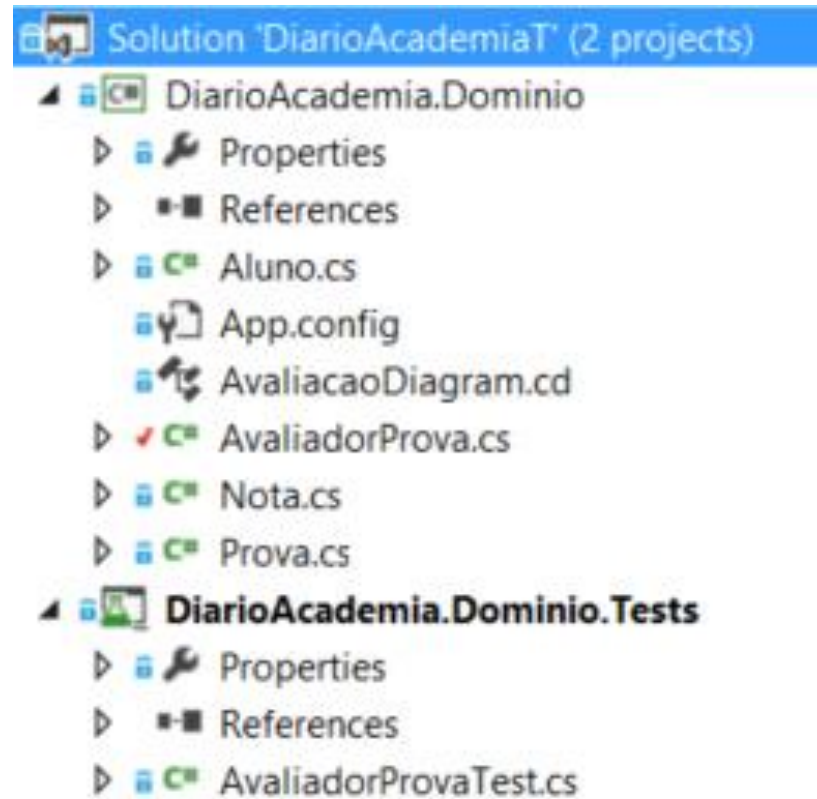 Solution 'DiarioAcademiaT' (2 projects)
C# DiarioAcademia.Dominio
Properties
References
C# Aluno.cs
App.config
AvaliacaoDiagram.cd
C# AvaliadorProva.cs
C# Nota.cs
C# Prova.cs
DiarioAcademia.Dominio.Tests
Properties
References
C# AvaliadorProvaTest.cs